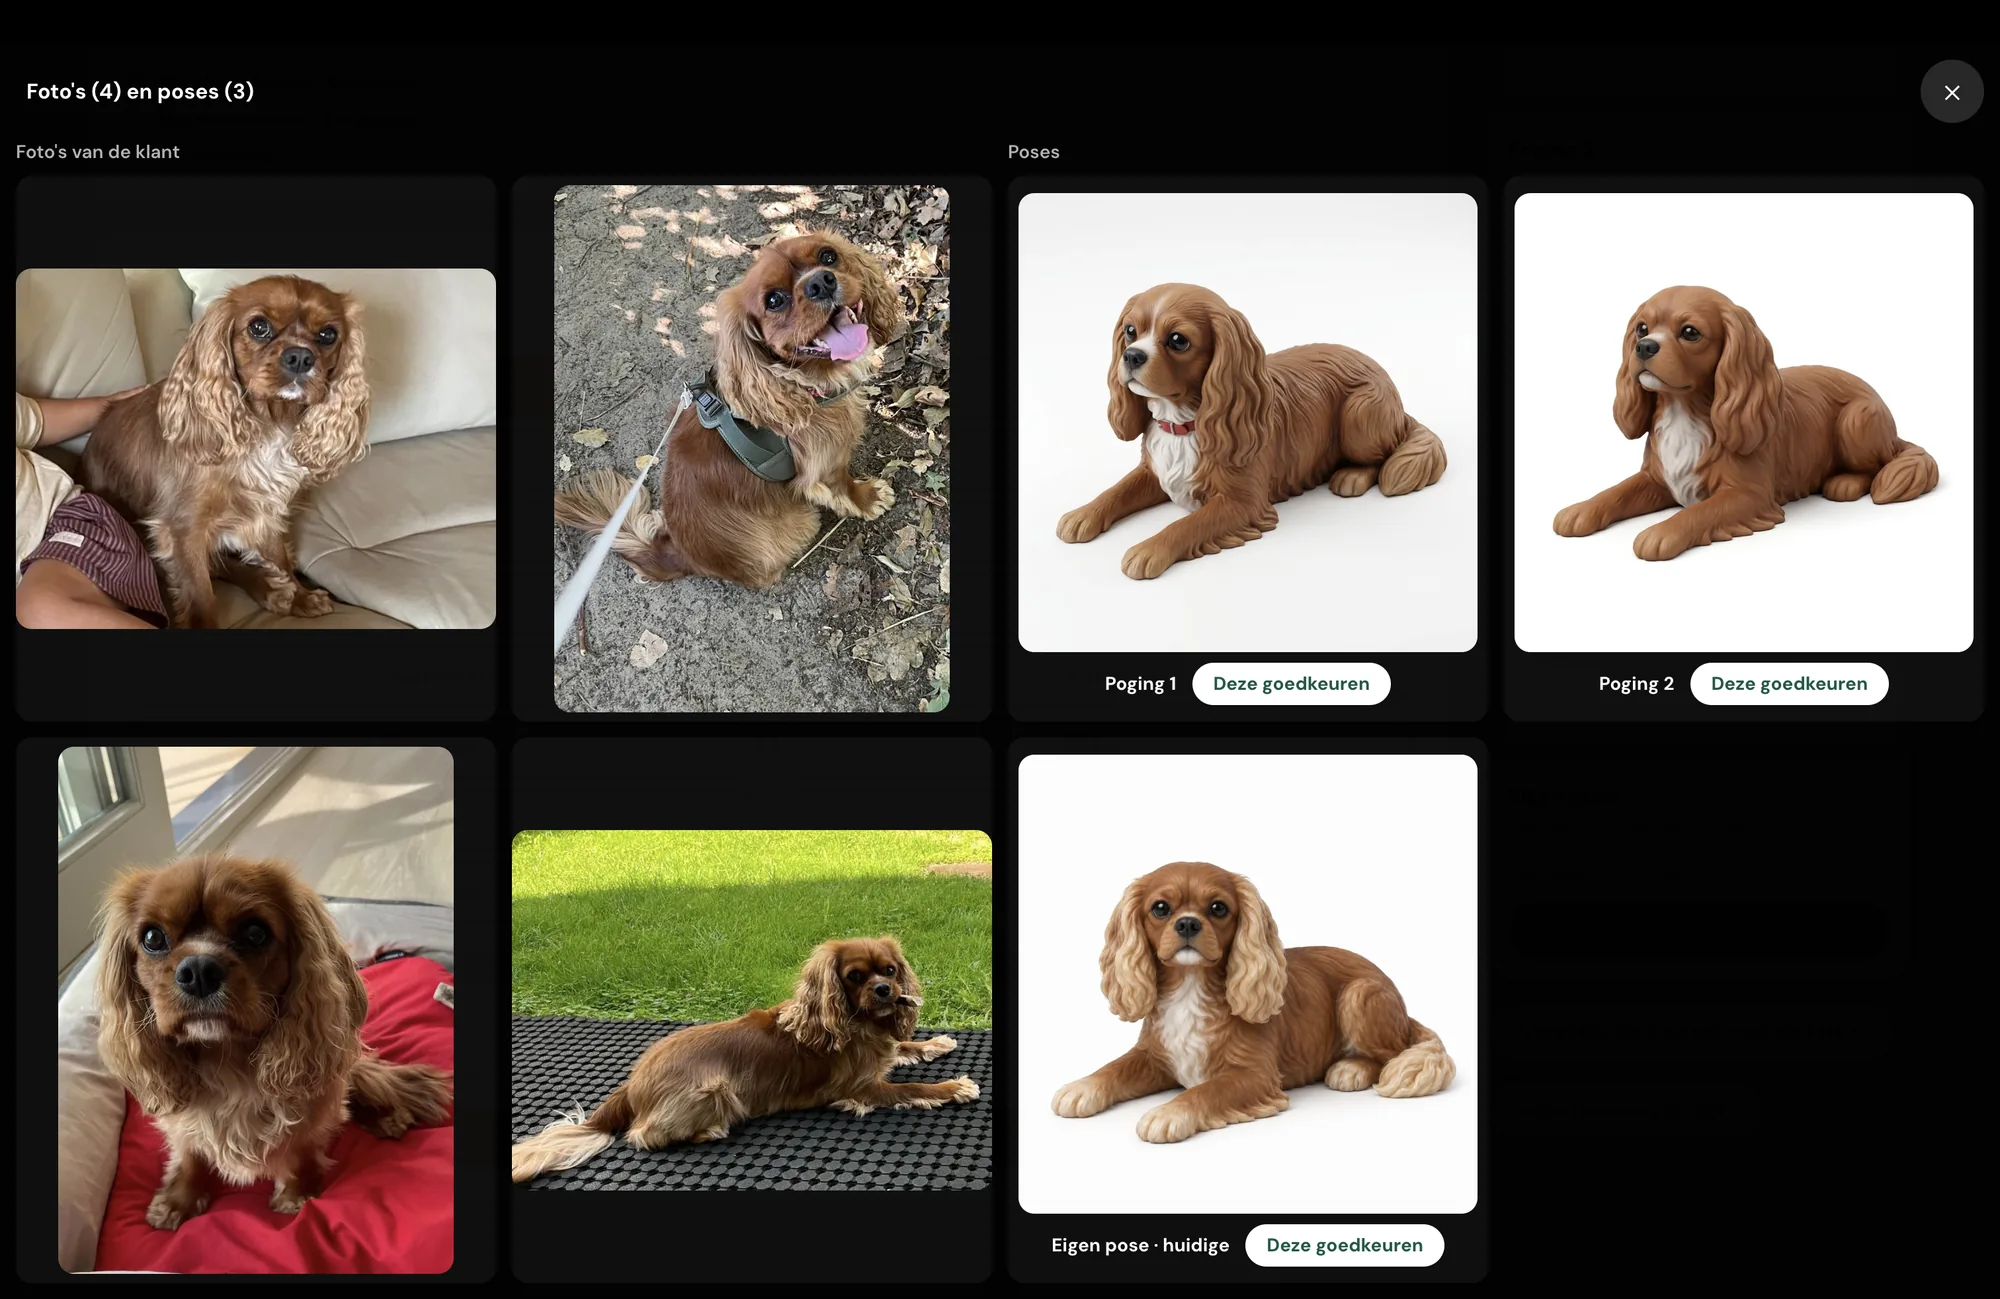 Foto's (4) en poses (3)
Foto's van de klant
Poses
Poging 1
Deze goedkeuren
Poging 2
Deze goedkeuren
Eigen pose · huidige
Deze goedkeuren